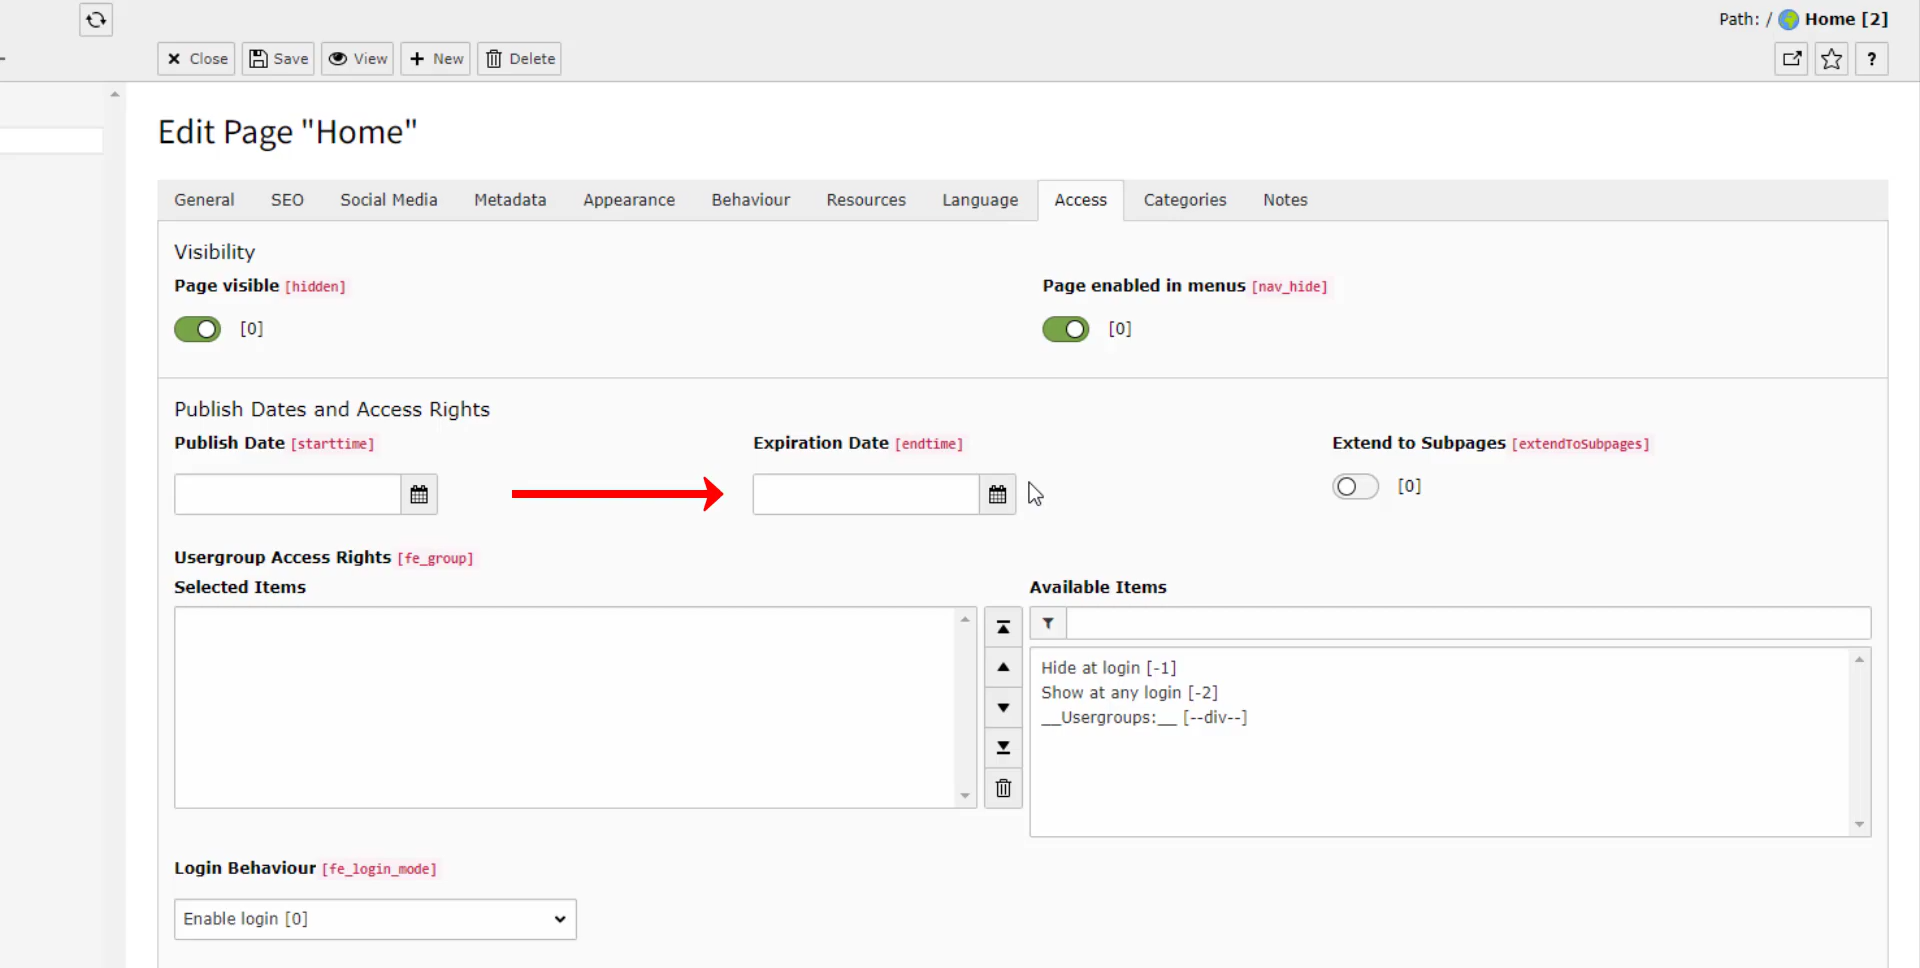 Path: / Home [2]
Close Save View New Delete ?
Edit Page "Home"
General SEO Social Media Metadata Appearance Behaviour Resources Language Access Categories Notes
Visibility
Page visible [hidden] Page enabled in menus [nav_hide]
[0] [0]
Publish Dates and Access Rights
Publish Date [starttime] Expiration Date [endtime] Extend to Subpages [extendToSubpages]
[0]
Usergroup Access Rights [fe_group]
Selected Items Available Items
Hide at login [-1]
Show at any login [-2]
__Usergroups:__ [--div--]
Login Behaviour [fe_login_mode]
Enable login [0]